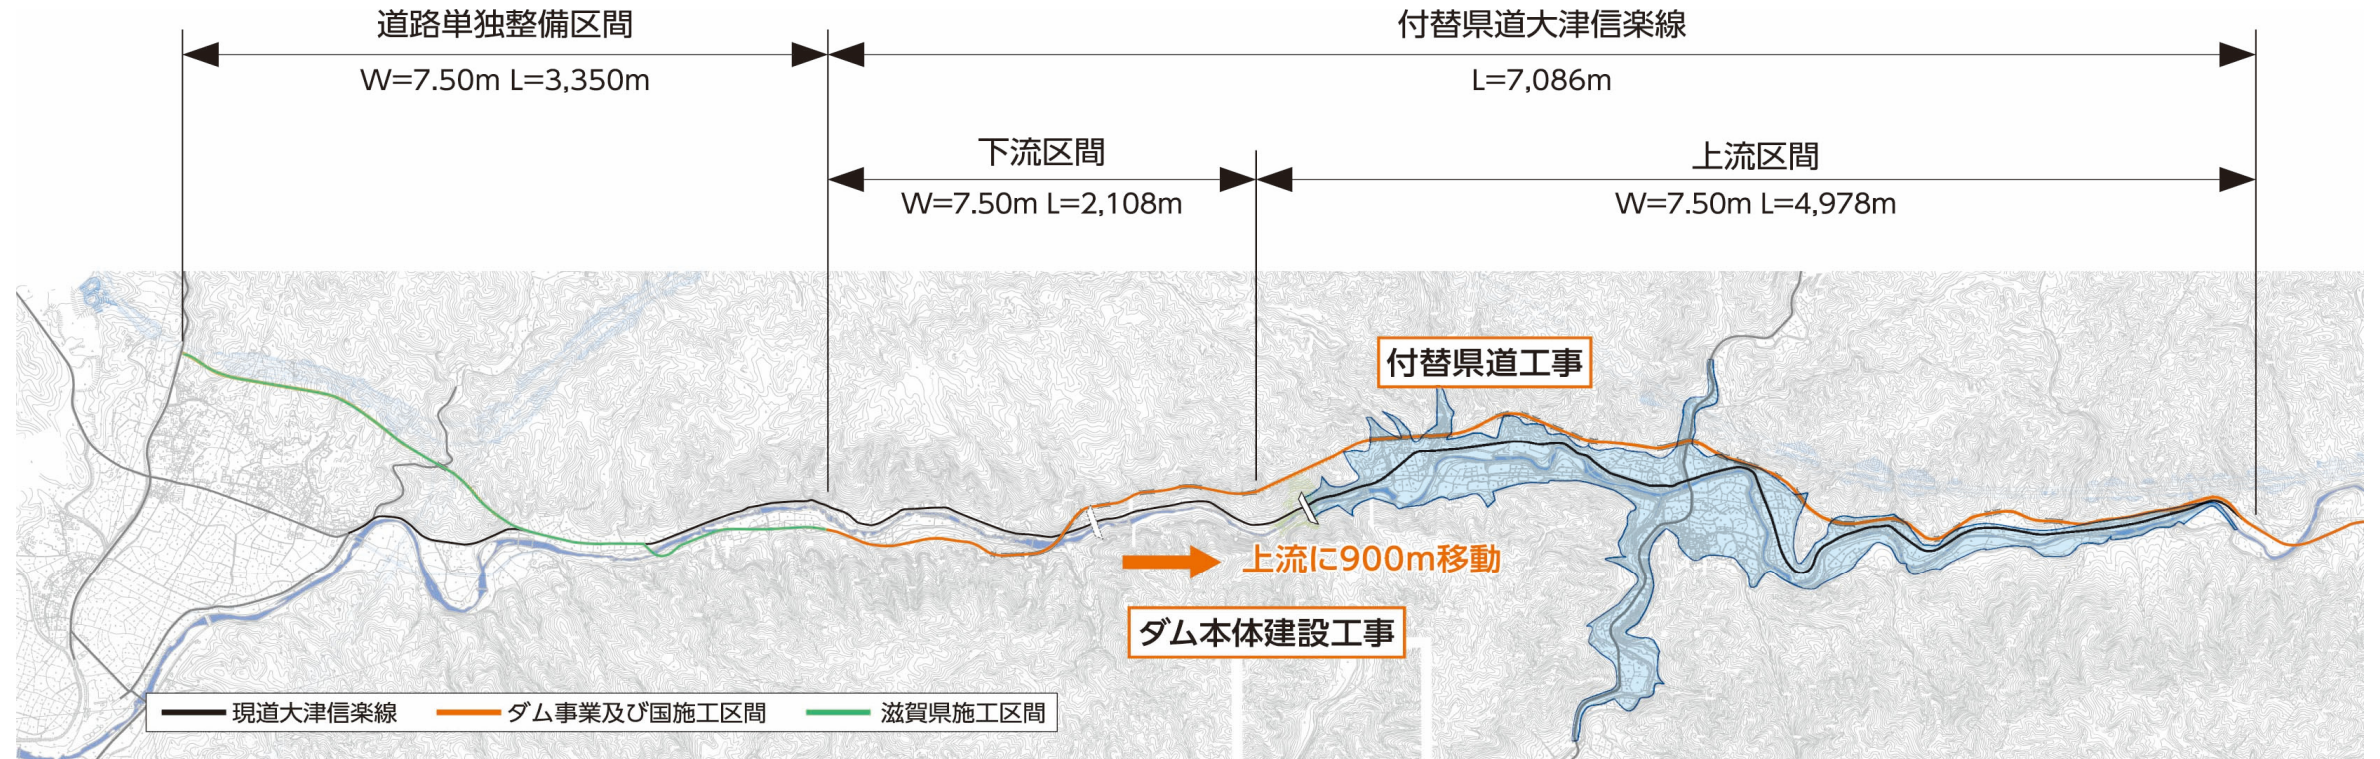 道路単独整備区間
W=7.50m L=3,350m
付替県道大津信楽線
L=7,086m
下流区間
W=7.50m L=2,108m
上流区間
W=7.50m L=4,978m
付替県道工事
上流に900m移動
ダム本体建設工事
現道大津信楽線
ダム事業及び国施工区間
滋賀県施工区間